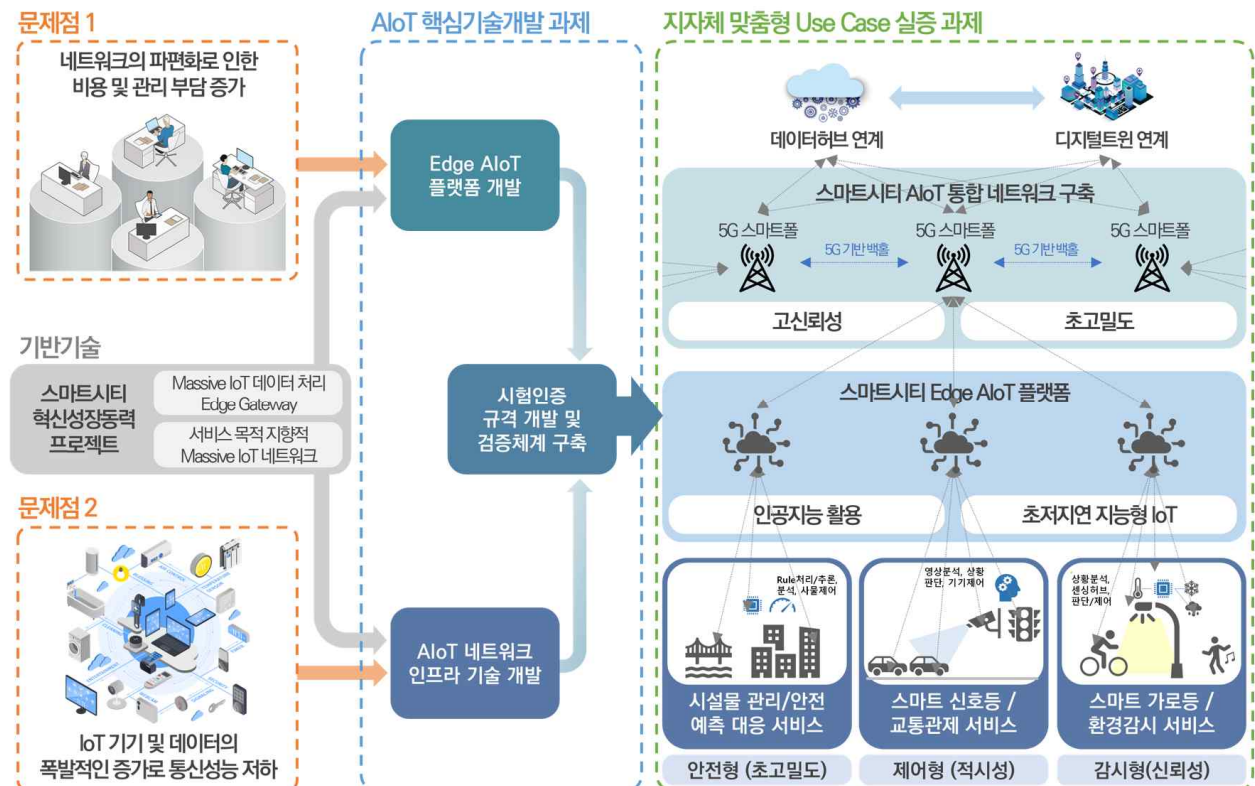 문제점 1
네트워크의 파편화로 인한
비용 및 관리 부담 증가
기반기술
스마트시티
혁신성장동력
프로젝트
Massive IoT 데이터 처리
Edge Gateway
서비스 목적 지향적
Massive IoT 네트워크
문제점 2
IoT 기기 및 데이터의
폭발적인 증가로 통신성능 저하
AIoT 핵심기술개발 과제
Edge AIoT
플랫폼 개발
시험인증
규격 개발 및
검증체계 구축
AIoT 네트워크
인프라 기술 개발
지자체 맞춤형 Use Case 실증 과제
데이터허브 연계
디지털트윈 연계
스마트시티 AIoT 통합 네트워크 구축
5G 스마트폴
5G 스마트폴
5G 스마트폴
5G 기반 백홀
5G 기반 백홀
고신뢰성
초고밀도
스마트시티 Edge AIoT 플랫폼
인공지능 활용
초저지연 지능형 IoT
Rule처리/추론,
분석, 사물제어
시설물 관리/안전
예측 대응 서비스
영상분석, 상황
판단, 기기제어
스마트 신호등 /
교통관제 서비스
상황분석,
센싱허브,
판단/제어
스마트 가로등 /
환경감시 서비스
안전형 (초고밀도)
제어형 (적시성)
감시형(신뢰성)